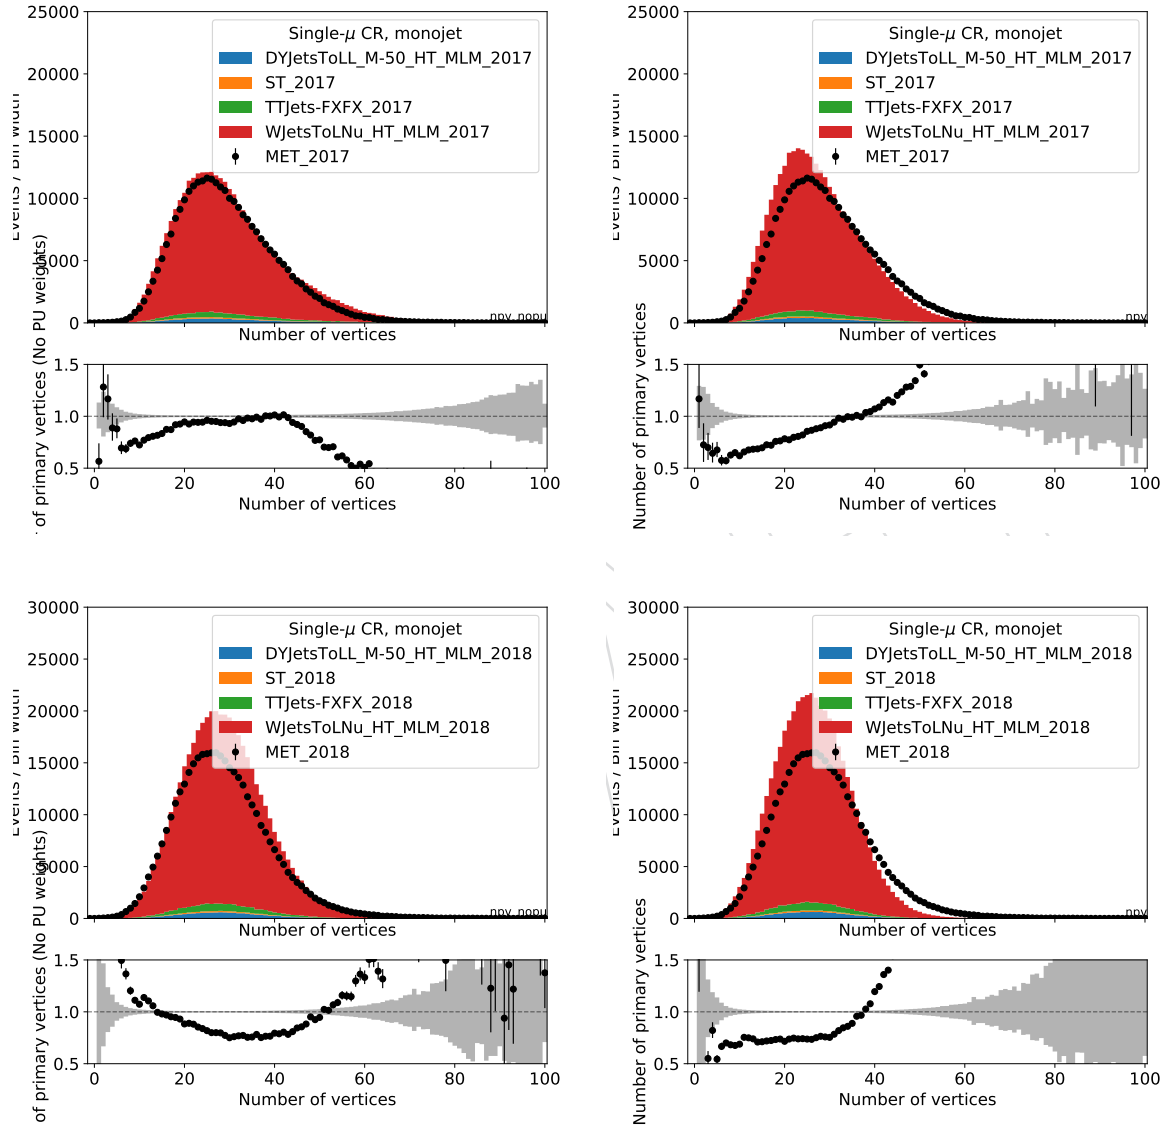 25000
20000
15000
10000
5000
0
Single-μ CR, monojet
DYJetsToLL_M-50_HT_MLM_2017
ST_2017
TTJets-FXFX_2017
WJetsToLNu_HT_MLM_2017
MET_2017
Number of vertices
1.5
1.0
0.5
of primary vertices (No PU weights)
0 20 40 60 80 100
Number of vertices
25000
20000
15000
10000
5000
0
Single-μ CR, monojet
DYJetsToLL_M-50_HT_MLM_2017
ST_2017
TTJets-FXFX_2017
WJetsToLNu_HT_MLM_2017
MET_2017
Number of vertices
1.5
1.0
0.5
Number of primary vertices
0 20 40 60 80 100
Number of vertices
30000
25000
20000
15000
10000
5000
0
Single-μ CR, monojet
DYJetsToLL_M-50_HT_MLM_2018
ST_2018
TTJets-FXFX_2018
WJetsToLNu_HT_MLM_2018
MET_2018
Number of vertices
1.5
1.0
0.5
of primary vertices (No PU weights)
0 20 40 60 80 100
Number of vertices
30000
25000
20000
15000
10000
5000
0
Single-μ CR, monojet
DYJetsToLL_M-50_HT_MLM_2018
ST_2018
TTJets-FXFX_2018
WJetsToLNu_HT_MLM_2018
MET_2018
Number of vertices
1.5
1.0
0.5
Number of primary vertices
0 20 40 60 80 100
Number of vertices